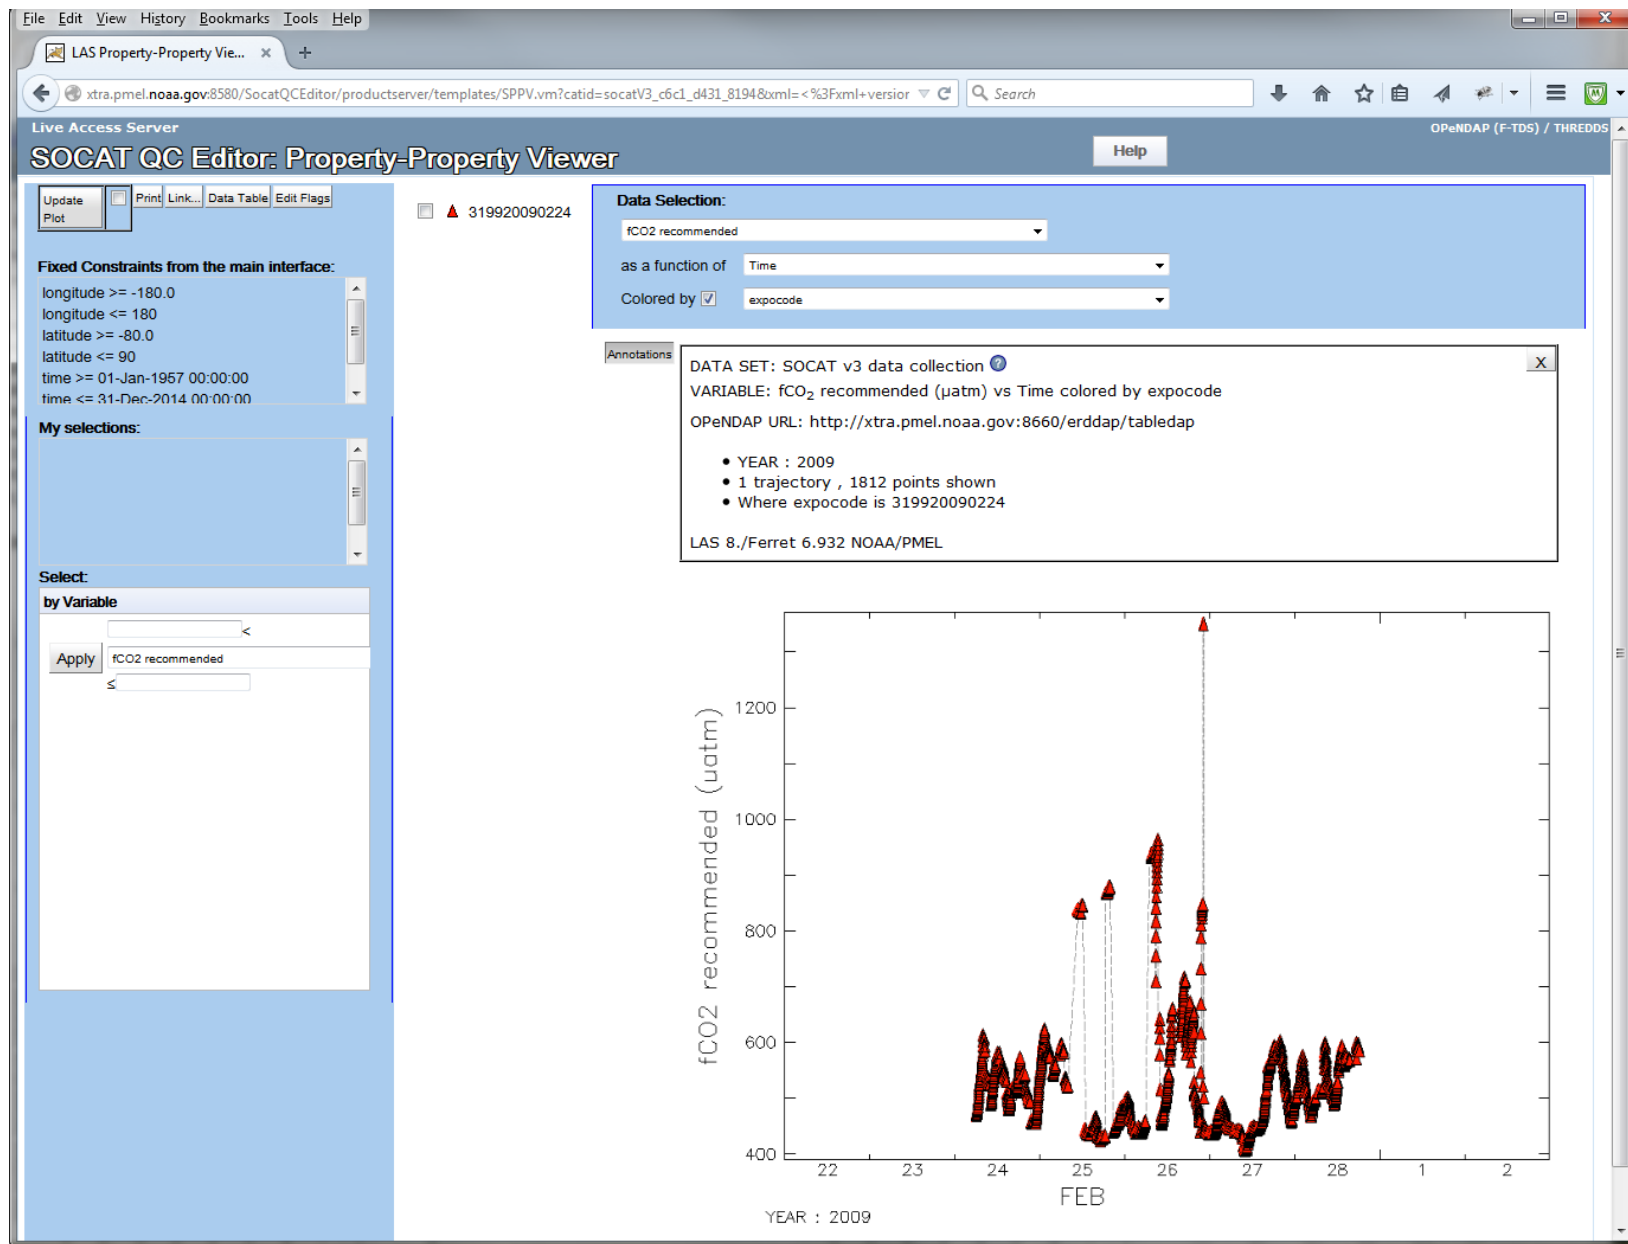 File Edit View History Bookmarks Tools Help
LAS Property-Property Vie... × +
xtra.pmel.noaa.gov:8580/SocatQCEditor/productserver/templates/SPPV.vm?catid=socatV3_c6c1_d431_8194&xml=<%3Fxml+versior
Search
Live Access Server
OPeNDAP (F-TDS) / THREDDS
SOCAT QC Editor: Property-Property Viewer
Help
Update Plot
Print Link... Data Table Edit Flags
319920090224
Data Selection:
fCO2 recommended
as a function of Time
Colored by expocode
Fixed Constraints from the main interface:
longitude >= -180.0
longitude <= 180
latitude >= -80.0
latitude <= 90
time >= 01-Jan-1957 00:00:00
time <= 31-Dec-2014 00:00:00
My selections:
Select:
by Variable
<
Apply fCO2 recommended
≤
Annotations
X
DATA SET: SOCAT v3 data collection ?
VARIABLE: fCO2 recommended (µatm) vs Time colored by expocode
OPeNDAP URL: http://xtra.pmel.noaa.gov:8660/erddap/tabledap
• YEAR : 2009
• 1 trajectory , 1812 points shown
• Where expocode is 319920090224
LAS 8./Ferret 6.932 NOAA/PMEL
fCO2 recommended (uatm)
1200
1000
800
600
400
22 23 24 25 26 27 28 1 2
FEB
YEAR : 2009